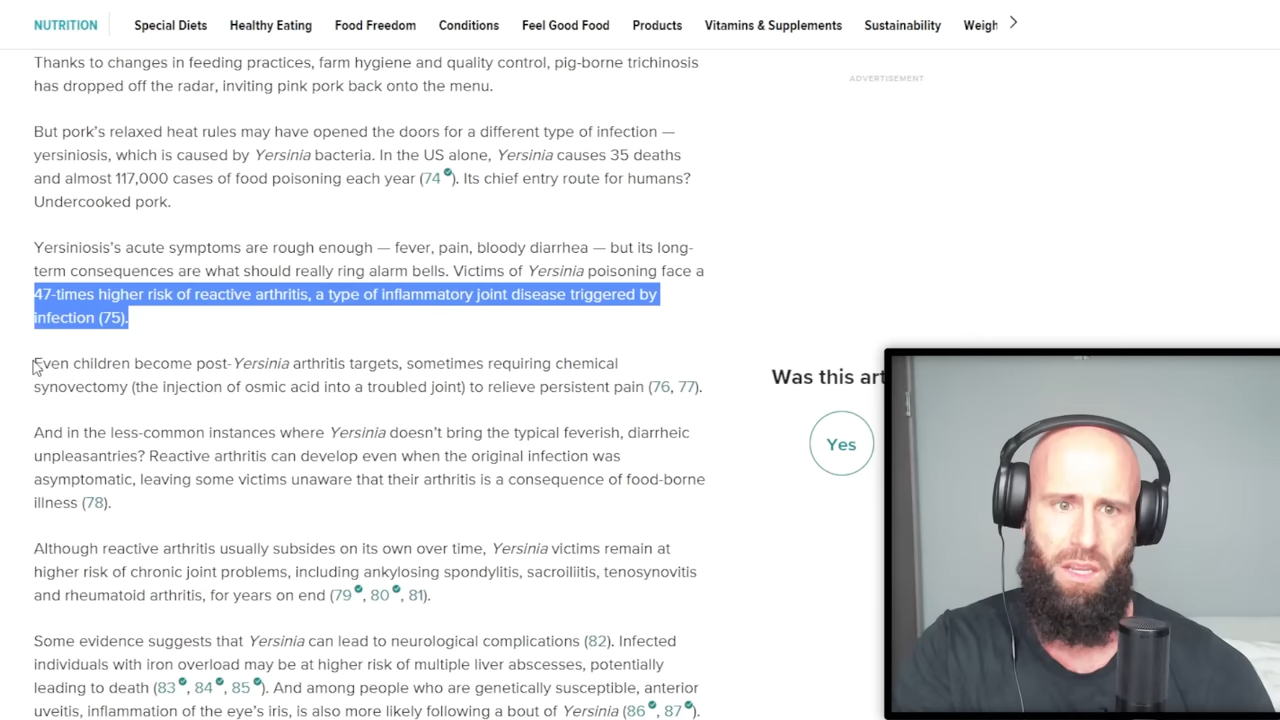 NUTRITION Special Diets Healthy Eating Food Freedom Conditions Feel Good Food Products Vitamins & Supplements Sustainability Weigh
Thanks to changes in feeding practices, farm hygiene and quality control, pig-borne trichinosis
has dropped off the radar, inviting pink pork back onto the menu.
ADVERTISEMENT
But pork's relaxed heat rules may have opened the doors for a different type of infection —
yersiniosis, which is caused by Yersinia bacteria. In the US alone, Yersinia causes 35 deaths
and almost 117,000 cases of food poisoning each year (74). Its chief entry route for humans?
Undercooked pork.
Yersiniosis's acute symptoms are rough enough — fever, pain, bloody diarrhea — but its long-
term consequences are what should really ring alarm bells. Victims of Yersinia poisoning face a
47-times higher risk of reactive arthritis, a type of inflammatory joint disease triggered by
infection (75).
Even children become post-Yersinia arthritis targets, sometimes requiring chemical
synovectomy (the injection of osmic acid into a troubled joint) to relieve persistent pain (76, 77).
And in the less-common instances where Yersinia doesn't bring the typical feverish, diarrheic
unpleasantries? Reactive arthritis can develop even when the original infection was
asymptomatic, leaving some victims unaware that their arthritis is a consequence of food-borne
illness (78).
Although reactive arthritis usually subsides on its own over time, Yersinia victims remain at
higher risk of chronic joint problems, including ankylosing spondylitis, sacroiliitis, tenosynovitis
and rheumatoid arthritis, for years on end (79, 80, 81).
Some evidence suggests that Yersinia can lead to neurological complications (82). Infected
individuals with iron overload may be at higher risk of multiple liver abscesses, potentially
leading to death (83, 84, 85). And among people who are genetically susceptible, anterior
uveitis, inflammation of the eye's iris, is also more likely following a bout of Yersinia (86, 87).
Was this art
Yes